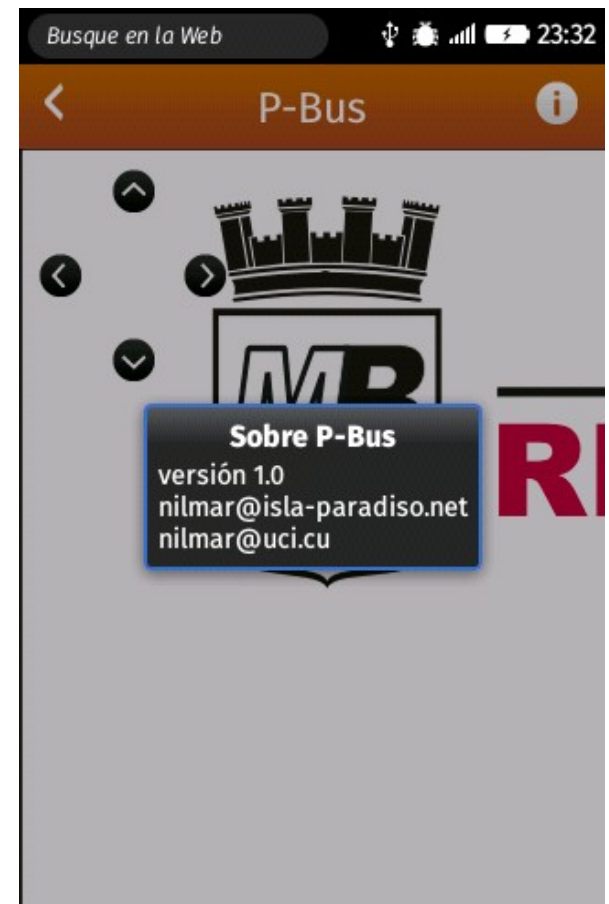 Busque en la Web
23:32
P-Bus
MB
RI
Sobre P-Bus
versión 1.0
nilmar@isla-paradiso.net
nilmar@uci.cu